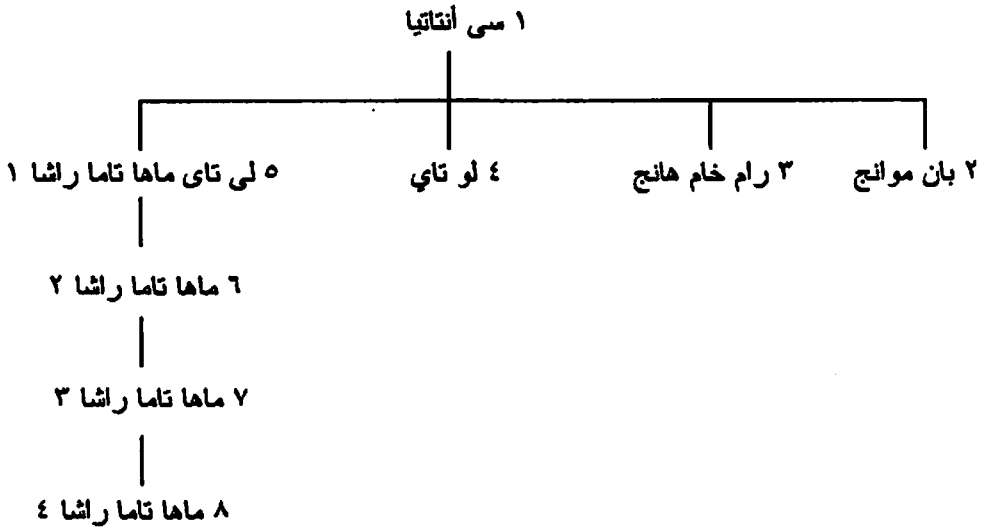 ١ سى أنتاتيا
٢ بان موانج
٣ رام خام هانج
٤ لو تاي
٥ لى تاى ماها تاما راشا ١
٦ ماها تاما راشا ٢
٧ ماها تاما راشا ٣
٨ ماها تاما راشا ٤